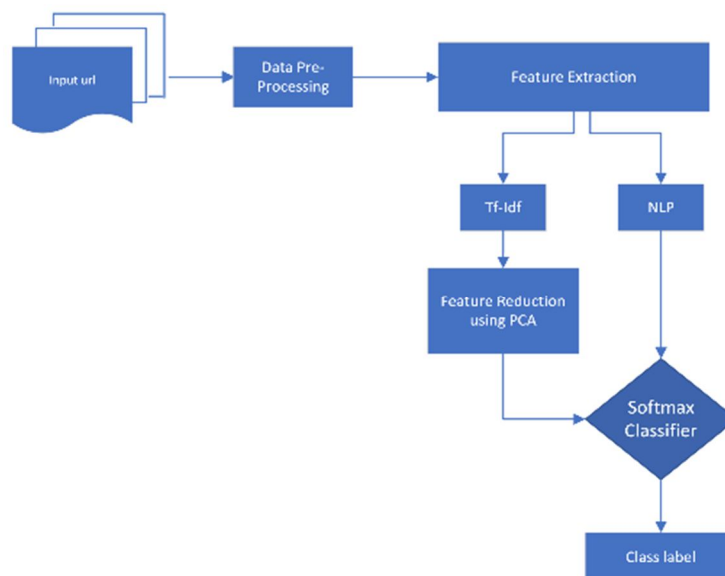 Input url
Data Pre-
Processing
Feature Extraction
Tf-Idf
NLP
Feature Reduction
using PCA
Softmax
Classifier
Class label